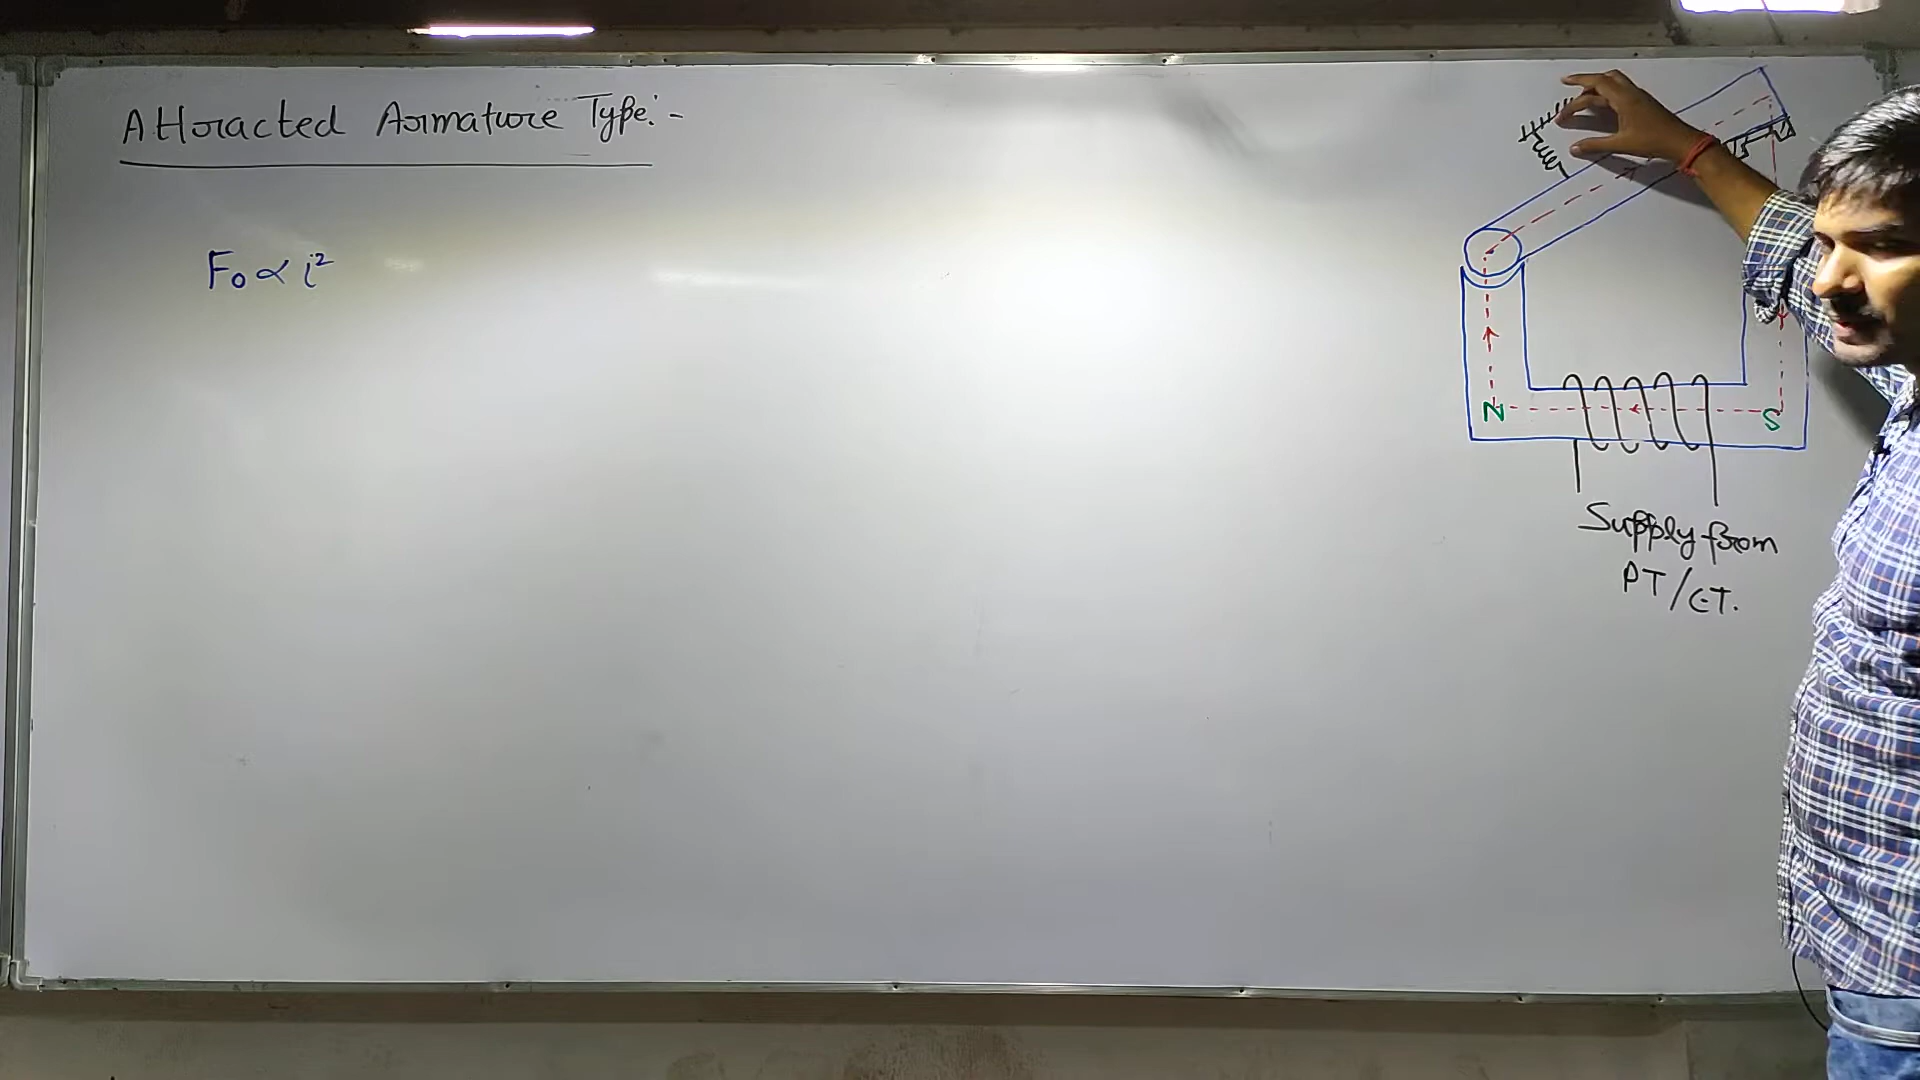 Attracted Armature Type:-
F₀ ∝ i²
N S
Supply from
PT/CT.